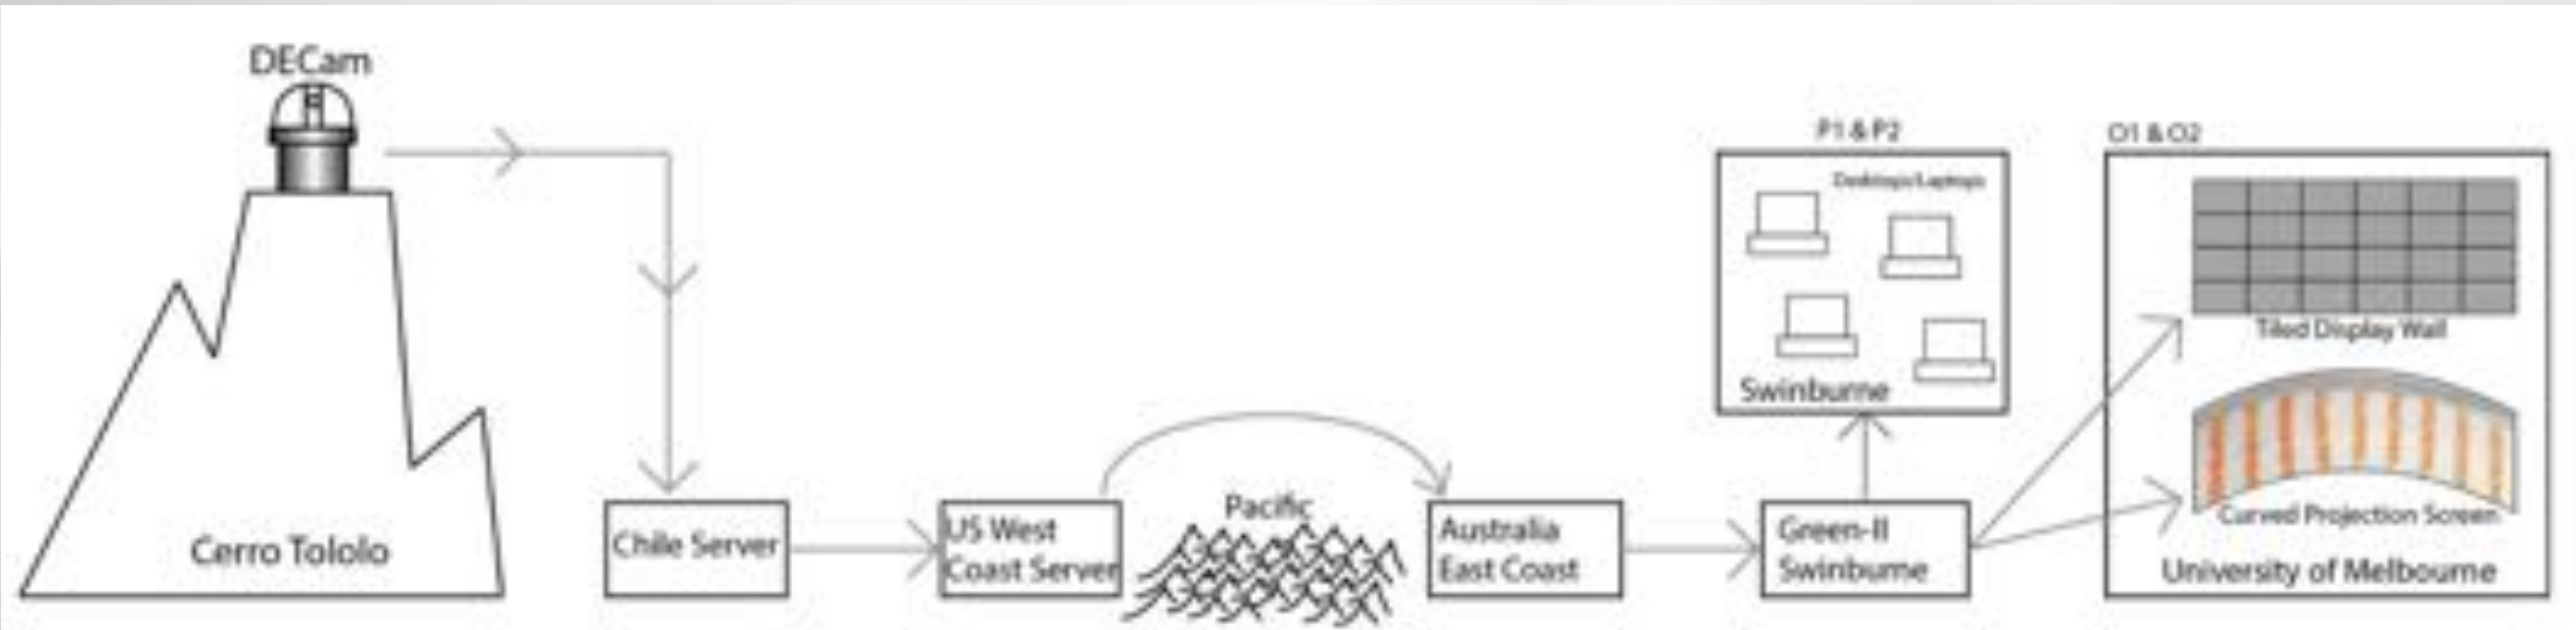 DECam
Cerro Tololo
Chile Server
US West
Coast Server
Pacific
Australia
East Coast
Green-II
Swinburne
P1 & P2
Desktops/Laptops
Swinburne
O1 & O2
Tiled Display Wall
Curved Projection Screen
University of Melbourne